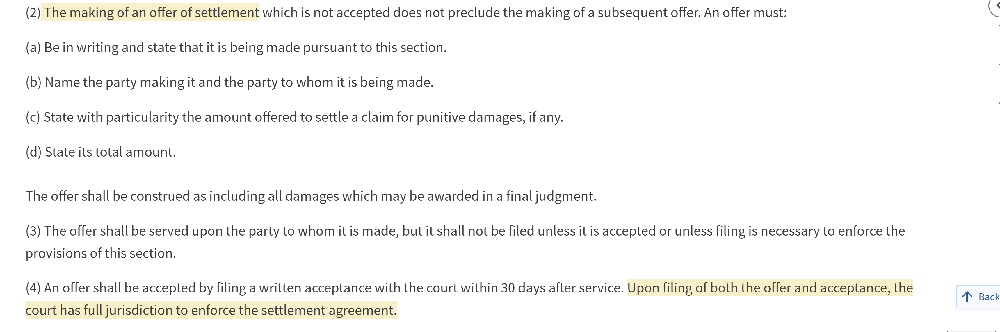 (2) The making of an offer of settlement which is not accepted does not preclude the making of a subsequent offer. An offer must:
(a) Be in writing and state that it is being made pursuant to this section.
(b) Name the party making it and the party to whom it is being made.
(c) State with particularity the amount offered to settle a claim for punitive damages, if any.
(d) State its total amount.
The offer shall be construed as including all damages which may be awarded in a final judgment.
(3) The offer shall be served upon the party to whom it is made, but it shall not be filed unless it is accepted or unless filing is necessary to enforce the
provisions of this section.
(4) An offer shall be accepted by filing a written acceptance with the court within 30 days after service. Upon filing of both the offer and acceptance, the
court has full jurisdiction to enforce the settlement agreement.
Back